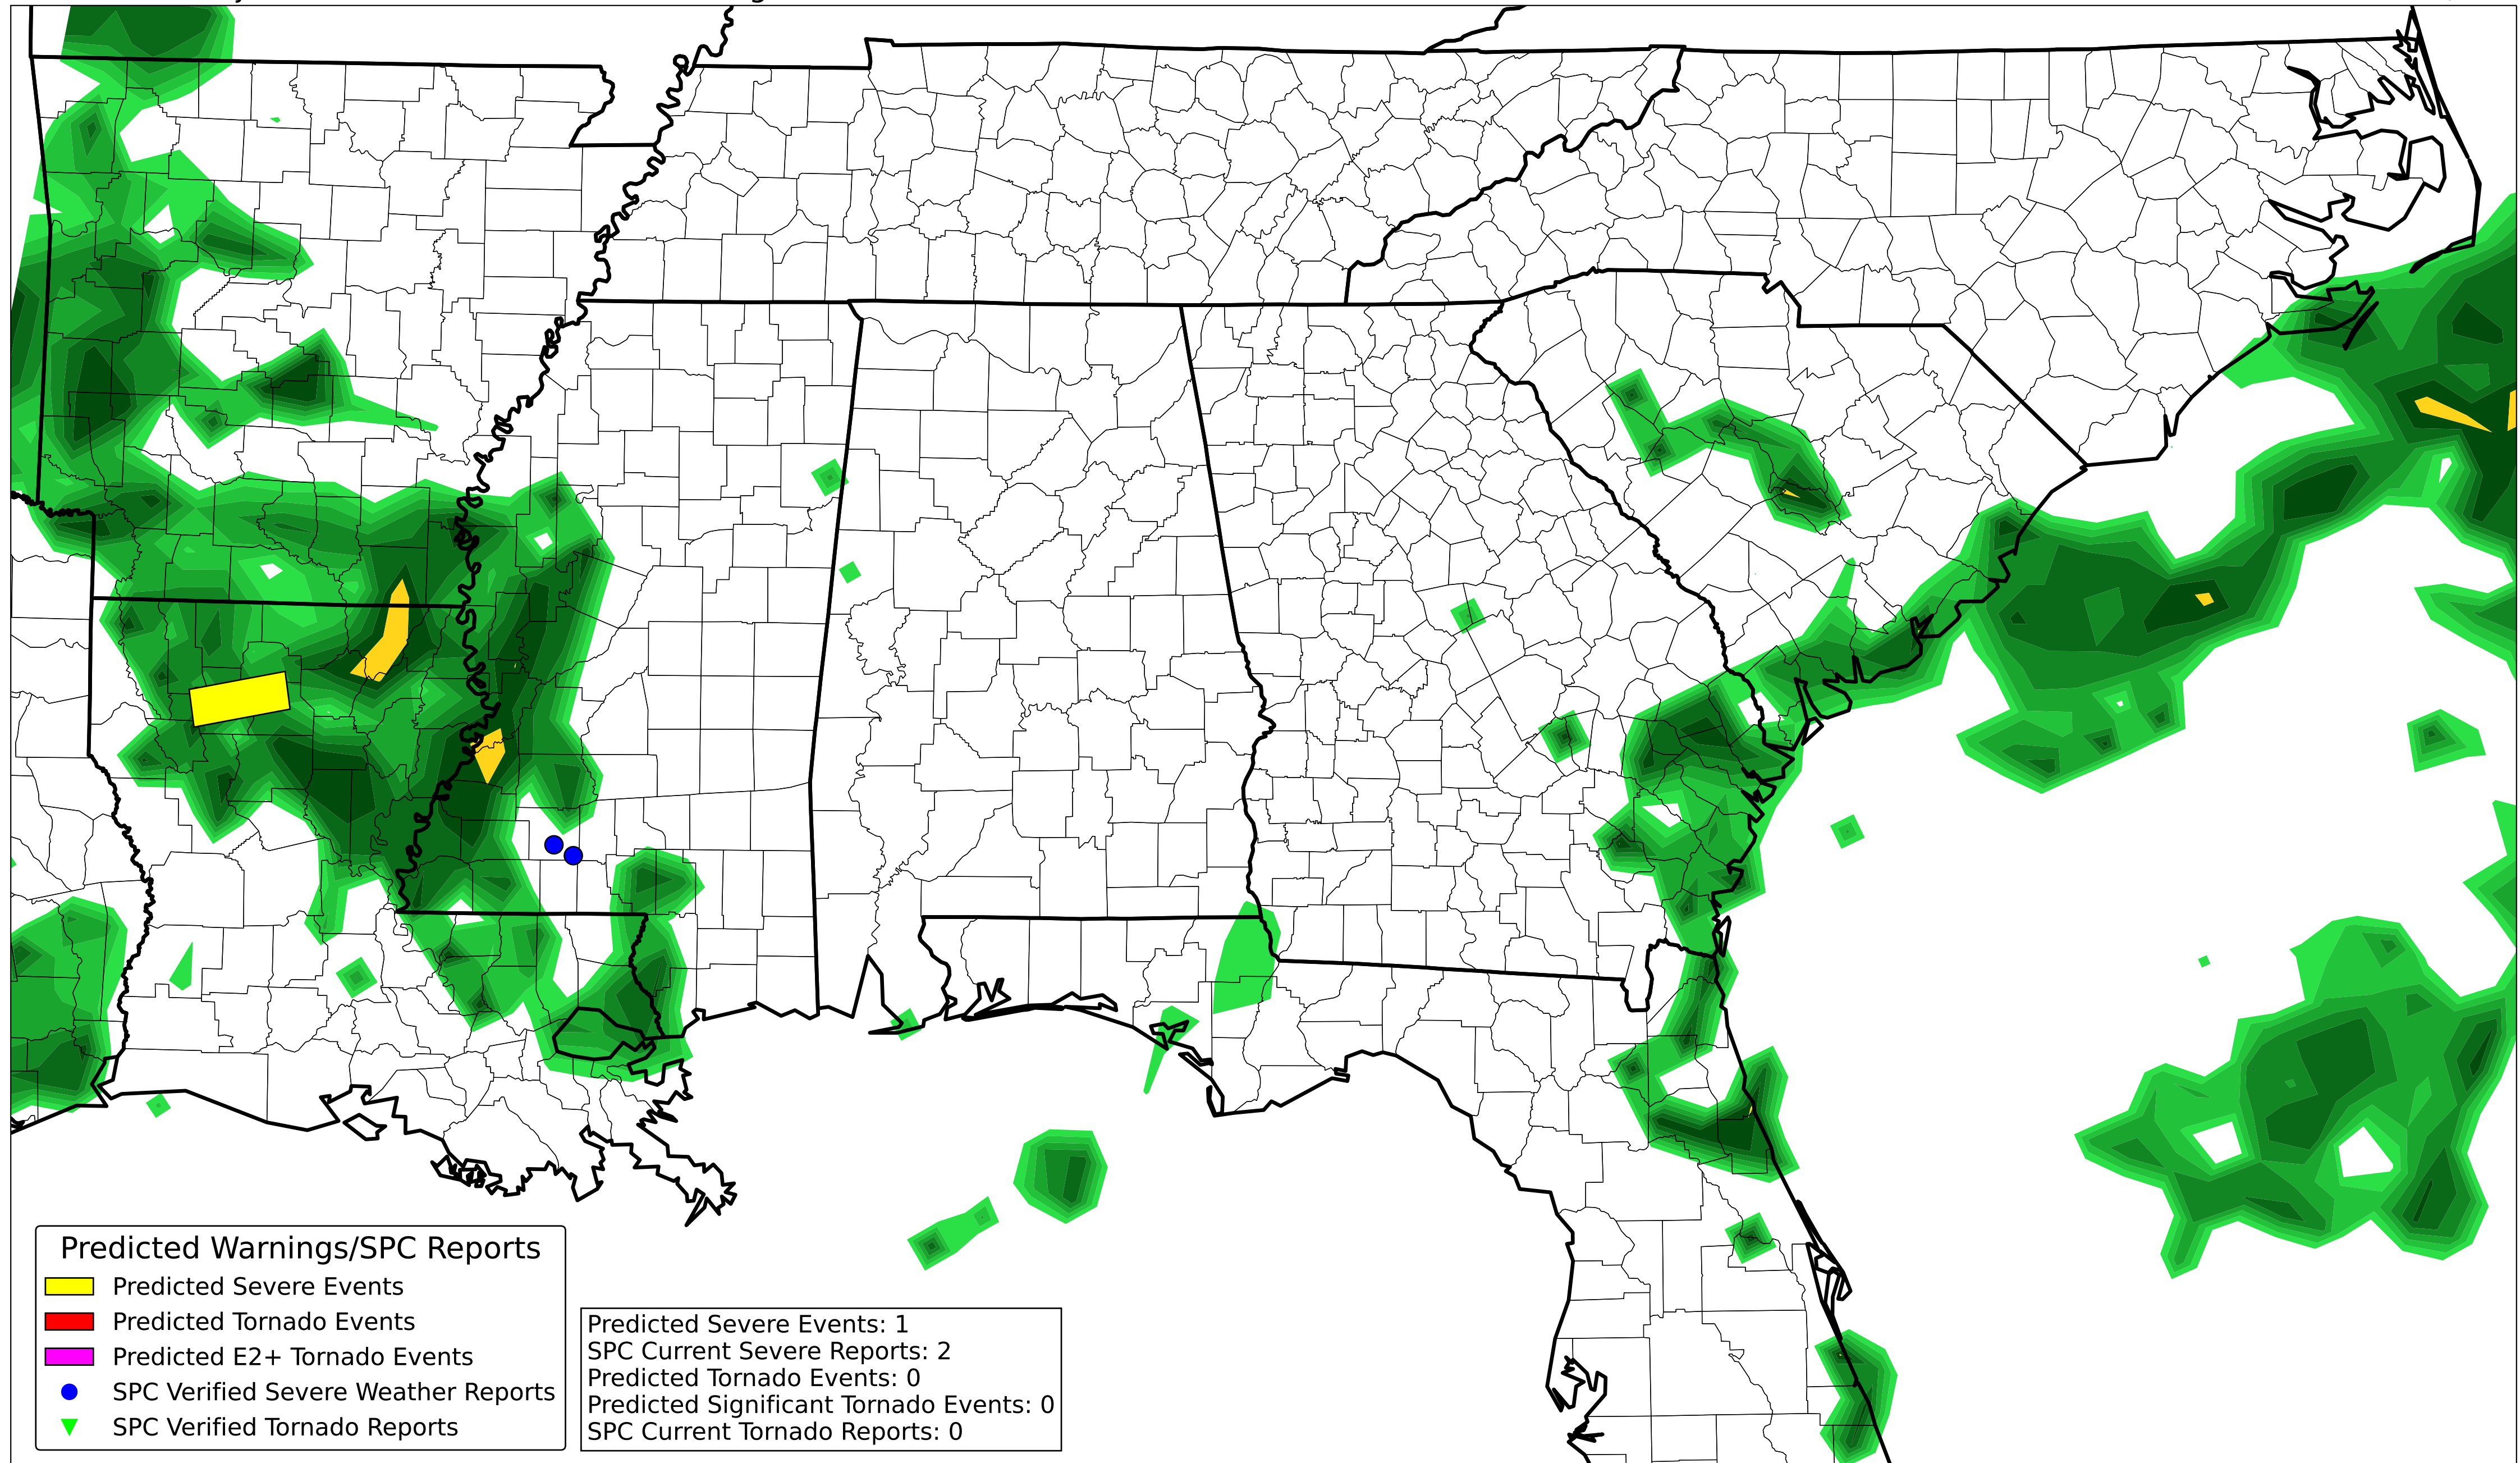 Predicted Warnings/SPC Reports
Predicted Severe Events
Predicted Tornado Events
Predicted E2+ Tornado Events
SPC Verified Severe Weather Reports
SPC Verified Tornado Reports
Predicted Severe Events: 1
SPC Current Severe Reports: 2
Predicted Tornado Events: 0
Predicted Significant Tornado Events: 0
SPC Current Tornado Reports: 0